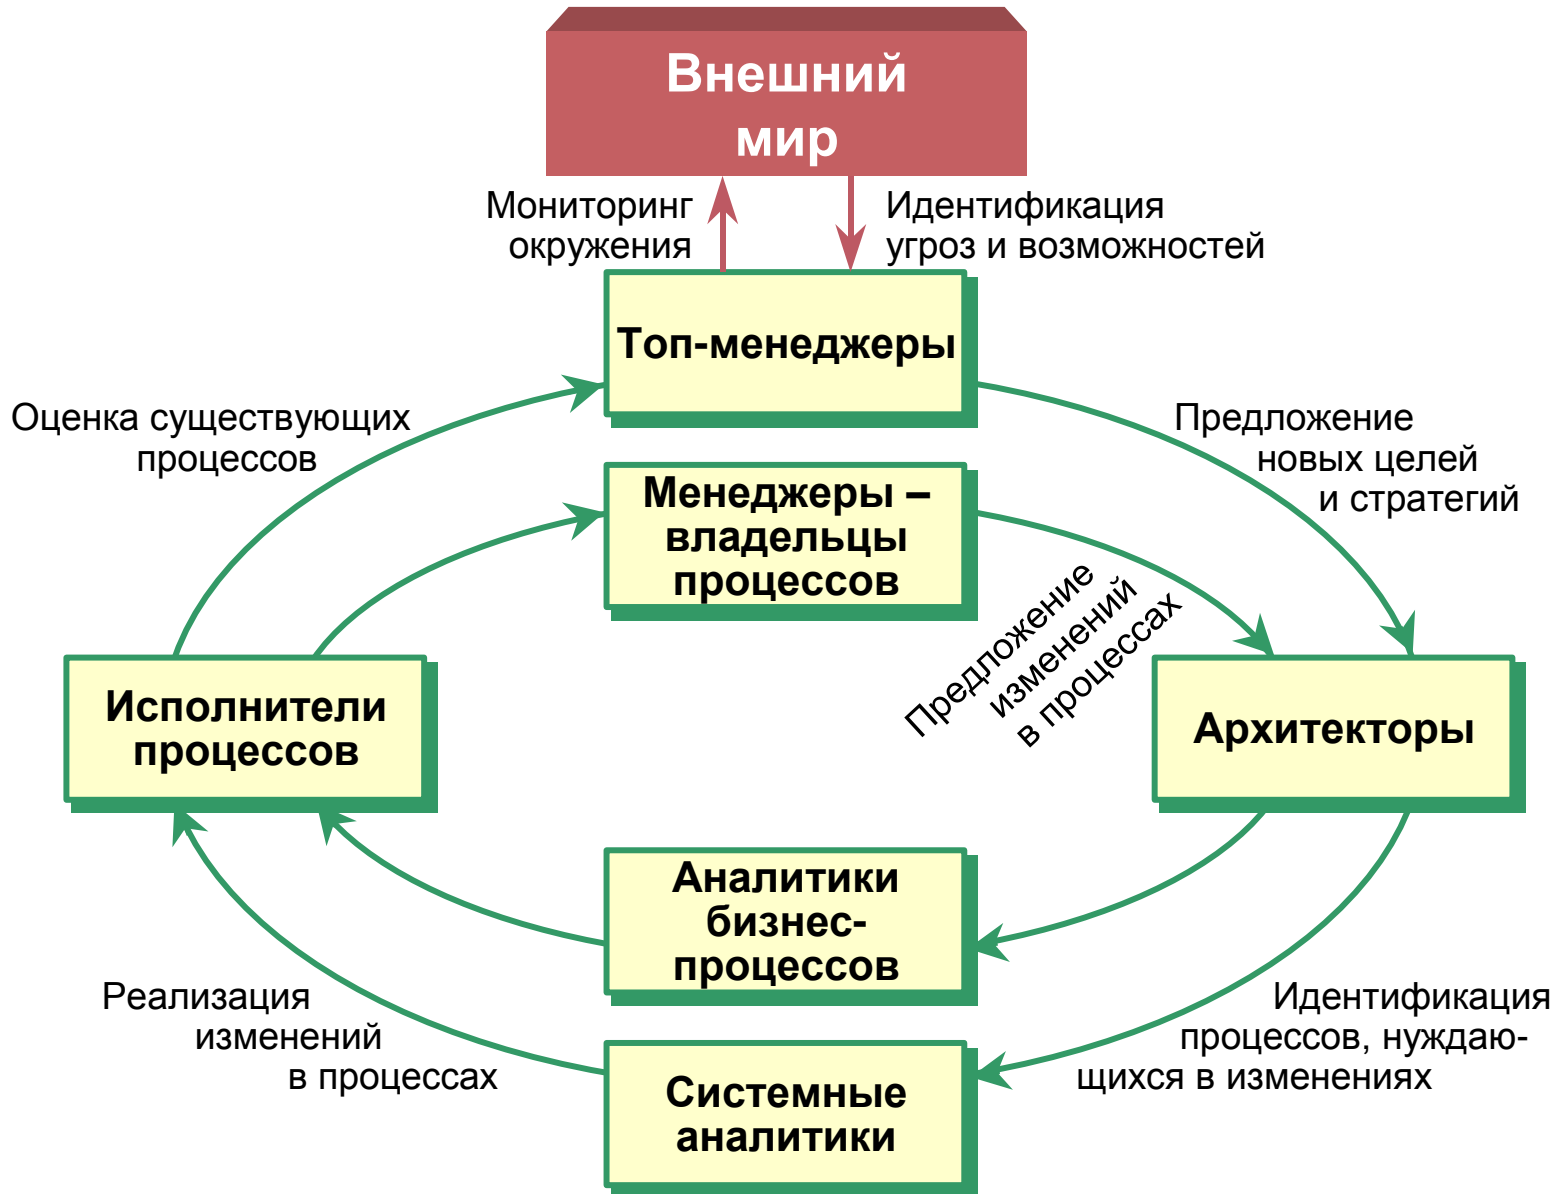 Внешний
мир
Мониторинг
окружения
Идентификация
угроз и возможностей
Топ-менеджеры
Оценка существующих
процессов
Предложение
новых целей
и стратегий
Менеджеры –
владельцы
процессов
Предложение
изменений
в процессах
Исполнители
процессов
Архитекторы
Аналитики
бизнес-
процессов
Реализация
изменений
в процессах
Идентификация
процессов, нуждаю-
щихся в изменениях
Системные
аналитики